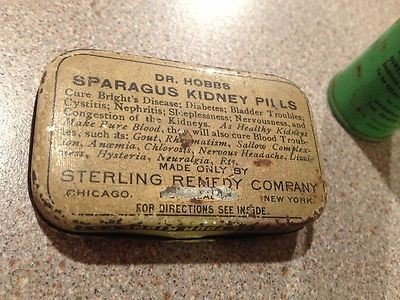 DR. HOBBS
SPARAGUS KIDNEY PILLS
Cure Bright's Disease; Diabetes; Bladder Troubles;
Cystitis; Nephritis; Sleeplessness; Nervousness, and
Congestion of the Kidneys. As Healthy Kidneys
Make Pure Blood, they will also cure Blood Troub-
les, such as: Gout, Rheumatism, Sallow Complex-
ion, Anæmia, Chlorosis, Nervous Headache, Dizzi-
ness, Hysteria, Neuralgia, Etc.
MADE ONLY BY
STERLING REMEDY COMPANY
CHICAGO. NEW YORK.
FOR DIRECTIONS SEE INSIDE.